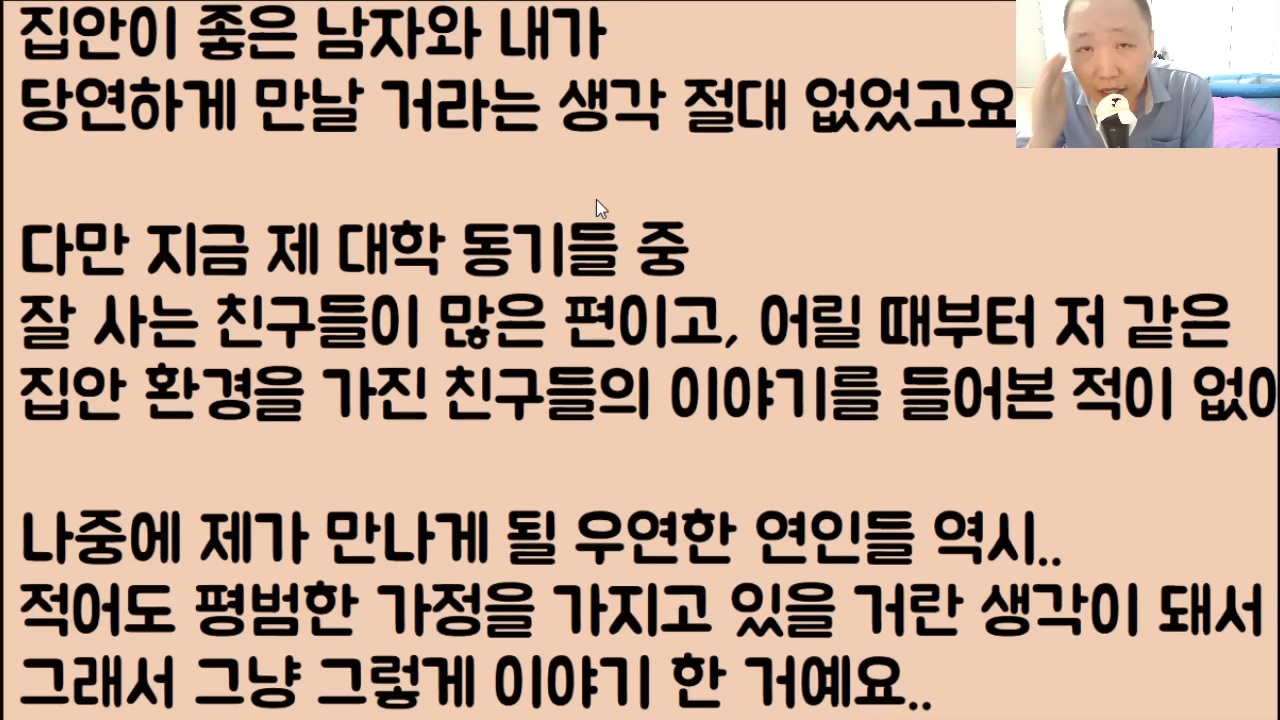 집안이 좋은 남자와 내가
당연하게 만날 거라는 생각 절대 없었고요
다만 지금 제 대학 동기들 중
잘 사는 친구들이 많은 편이고, 어릴 때부터 저 같은
집안 환경을 가진 친구들의 이야기를 들어본 적이 없어
나중에 제가 만나게 될 우연한 연인들 역시..
적어도 평범한 가정을 가지고 있을 거란 생각이 돼서
그래서 그냥 그렇게 이야기 한 거예요..